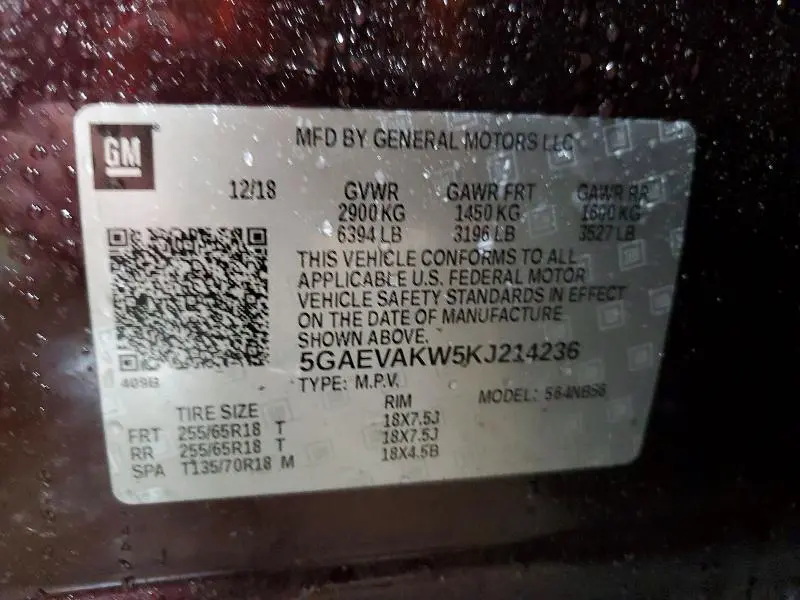 GM
MFD BY GENERAL MOTORS LLC
12/18 GVWR GAWR FRT GAWR RR
2900 KG 1450 KG 1600 KG
6394 LB 3196 LB 3527 LB
THIS VEHICLE CONFORMS TO ALL
APPLICABLE U.S. FEDERAL MOTOR
VEHICLE SAFETY STANDARDS IN EFFECT
ON THE DATE OF MANUFACTURE
SHOWN ABOVE.
5GAEVAKW5KJ214236
409B
TYPE: M.P.V. MODEL: 564NB56
TIRE SIZE RIM
FRT 255/65R18 T 18X7.5J
RR 255/65R18 T 18X7.5J
SPA T135/70R18 M 18X4.5B